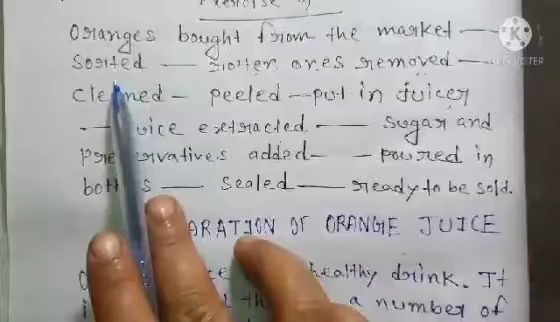 Oranges bought from the market —
Sorted — rotten ones removed —
Cleaned — peeled — put in juicer
— Juice extracted — Sugar and
Preservatives added — — poured in
bottles — Sealed — ready to be sold.
ARATION OF ORANGE JUICE
healthy drink. It
a number of